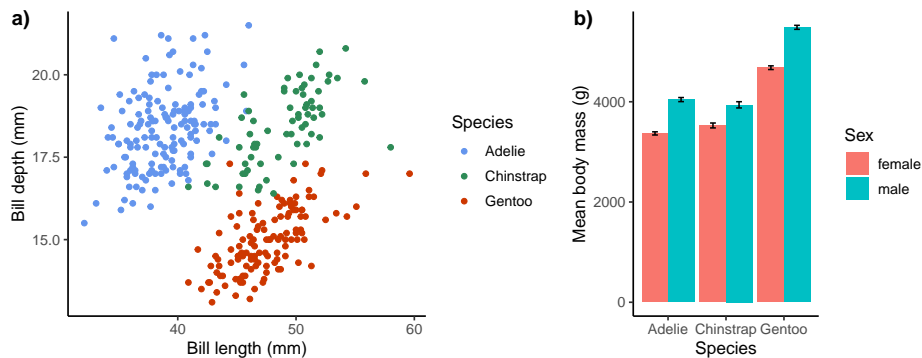 a)
Bill depth (mm)
20.0
17.5
15.0
40
50
60
Bill length (mm)
Species
Adelie
Chinstrap
Gentoo
b)
Mean body mass (g)
4000
2000
0
Adelie Chinstrap Gentoo
Species
Sex
female
male